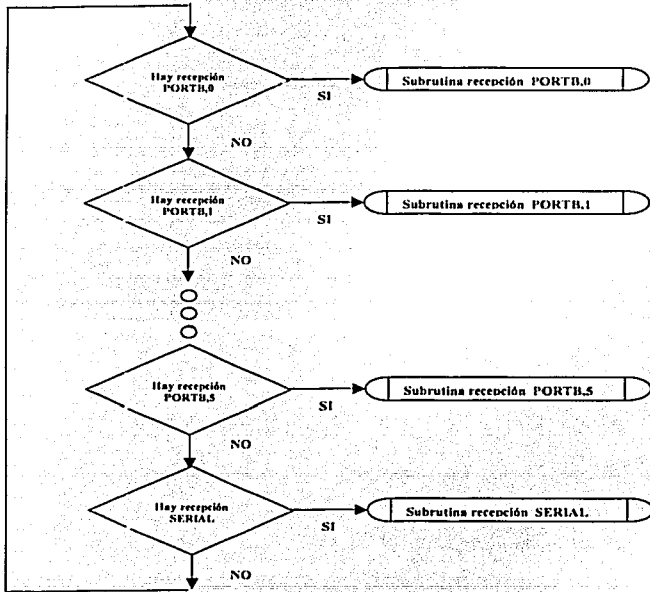 Hay recepción
PORTB,0
SI
Subrutina recepción PORTB,0
NO
Hay recepción
PORTB,1
SI
Subrutina recepción PORTB,1
NO
Hay recepción
PORTB,5
SI
Subrutina recepción PORTB,5
NO
Hay recepción
SERIAL
SI
Subrutina recepción SERIAL
NO